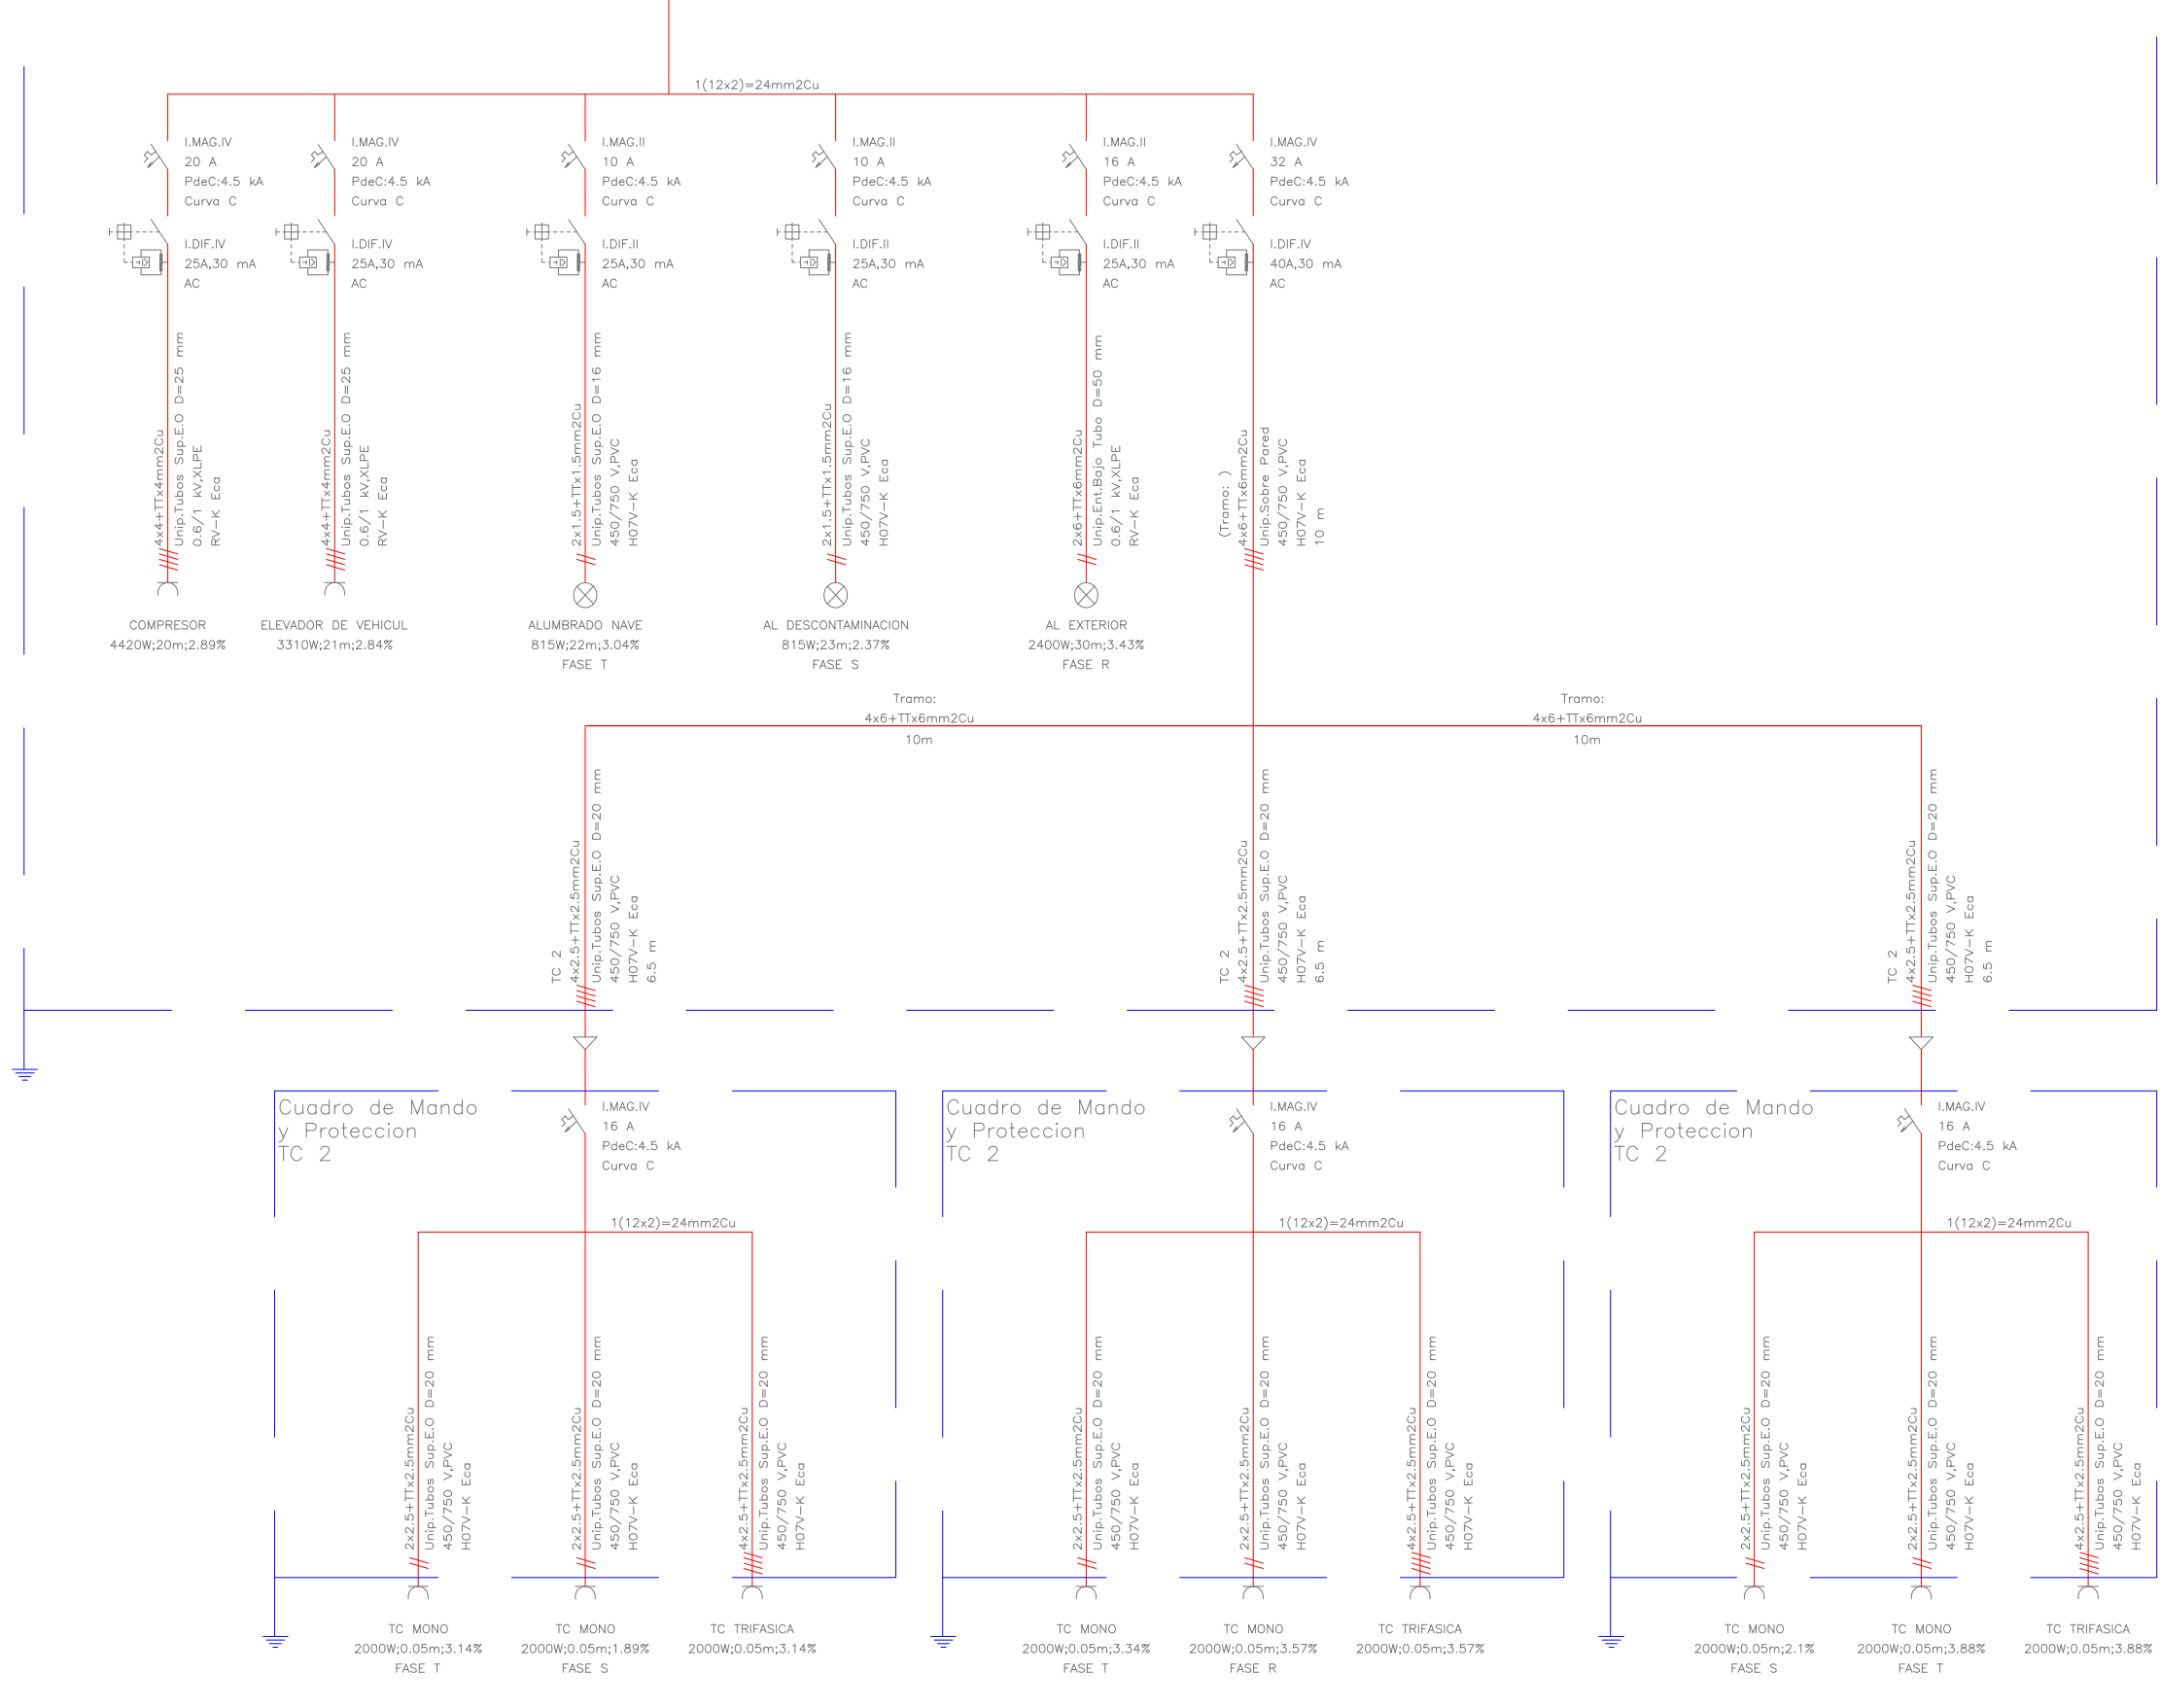 1(12x2)=24mm2Cu
I.MAG.IV
20 A
PdeC:4.5 kA
Curva C
I.DIF.IV
25A,30 mA
AC
4x4+TTx4mm2Cu
Unip.Tubos Sup.E.O D=25 mm
0.6/1 kV,XLPE
RV-K Eca
COMPRESOR
4420W;20m;2.89%
I.MAG.IV
20 A
PdeC:4.5 kA
Curva C
I.DIF.IV
25A,30 mA
AC
4x4+TTx4mm2Cu
Unip.Tubos Sup.E.O D=25 mm
0.6/1 kV,XLPE
RV-K Eca
ELEVADOR DE VEHICUL
3310W;21m;2.84%
I.MAG.II
10 A
PdeC:4.5 kA
Curva C
I.DIF.II
25A,30 mA
AC
2x1.5+TTx1.5mm2Cu
Unip.Tubos Sup.E.O D=16 mm
450/750 V,PVC
H07V-K Eca
ALUMBRADO NAVE
815W;22m;3.04%
FASE T
I.MAG.II
10 A
PdeC:4.5 kA
Curva C
I.DIF.II
25A,30 mA
AC
2x1.5+TTx1.5mm2Cu
Unip.Tubos Sup.E.O D=16 mm
450/750 V,PVC
H07V-K Eca
AL DESCONTAMINACION
815W;23m;2.37%
FASE S
I.MAG.II
16 A
PdeC:4.5 kA
Curva C
I.DIF.II
25A,30 mA
AC
2x6+TTx6mm2Cu
Unip.Ent.Bajo Tubo D=50 mm
0.6/1 kV,XLPE
RV-K Eca
AL EXTERIOR
2400W;30m;3.43%
FASE R
I.MAG.IV
32 A
PdeC:4.5 kA
Curva C
I.DIF.IV
40A,30 mA
AC
(Tramo: )
4x6+TTx6mm2Cu
Unip.Sobre Pared
450/750 V,PVC
H07V-K Eca
10 m
Tramo:
4x6+TTx6mm2Cu
10m
Tramo:
4x6+TTx6mm2Cu
10m
TC 2
4x2.5+TTx2.5mm2Cu
Unip.Tubos Sup.E.O D=20 mm
450/750 V,PVC
H07V-K Eca
6.5 m
TC 2
4x2.5+TTx2.5mm2Cu
Unip.Tubos Sup.E.O D=20 mm
450/750 V,PVC
H07V-K Eca
6.5 m
TC 2
4x2.5+TTx2.5mm2Cu
Unip.Tubos Sup.E.O D=20 mm
450/750 V,PVC
H07V-K Eca
6.5 m
Cuadro de Mando
y Proteccion
TC 2
I.MAG.IV
16 A
PdeC:4.5 kA
Curva C
1(12x2)=24mm2Cu
2x2.5+TTx2.5mm2Cu
Unip.Tubos Sup.E.O D=20 mm
450/750 V,PVC
H07V-K Eca
TC MONO
2000W;0.05m;3.14%
FASE T
2x2.5+TTx2.5mm2Cu
Unip.Tubos Sup.E.O D=20 mm
450/750 V,PVC
H07V-K Eca
TC MONO
2000W;0.05m;1.89%
FASE S
4x2.5+TTx2.5mm2Cu
Unip.Tubos Sup.E.O D=20 mm
450/750 V,PVC
H07V-K Eca
TC TRIFASICA
2000W;0.05m;3.14%
Cuadro de Mando
y Proteccion
TC 2
I.MAG.IV
16 A
PdeC:4.5 kA
Curva C
1(12x2)=24mm2Cu
2x2.5+TTx2.5mm2Cu
Unip.Tubos Sup.E.O D=20 mm
450/750 V,PVC
H07V-K Eca
TC MONO
2000W;0.05m;3.34%
FASE T
2x2.5+TTx2.5mm2Cu
Unip.Tubos Sup.E.O D=20 mm
450/750 V,PVC
H07V-K Eca
TC MONO
2000W;0.05m;3.57%
FASE R
4x2.5+TTx2.5mm2Cu
Unip.Tubos Sup.E.O D=20 mm
450/750 V,PVC
H07V-K Eca
TC TRIFASICA
2000W;0.05m;3.57%
Cuadro de Mando
y Proteccion
TC 2
I.MAG.IV
16 A
PdeC:4.5 kA
Curva C
1(12x2)=24mm2Cu
2x2.5+TTx2.5mm2Cu
Unip.Tubos Sup.E.O D=20 mm
450/750 V,PVC
H07V-K Eca
TC MONO
2000W;0.05m;2.1%
FASE S
2x2.5+TTx2.5mm2Cu
Unip.Tubos Sup.E.O D=20 mm
450/750 V,PVC
H07V-K Eca
TC MONO
2000W;0.05m;3.88%
FASE T
4x2.5+TTx2.5mm2Cu
Unip.Tubos Sup.E.O D=20 mm
450/750 V,PVC
H07V-K Eca
TC TRIFASICA
2000W;0.05m;3.88%